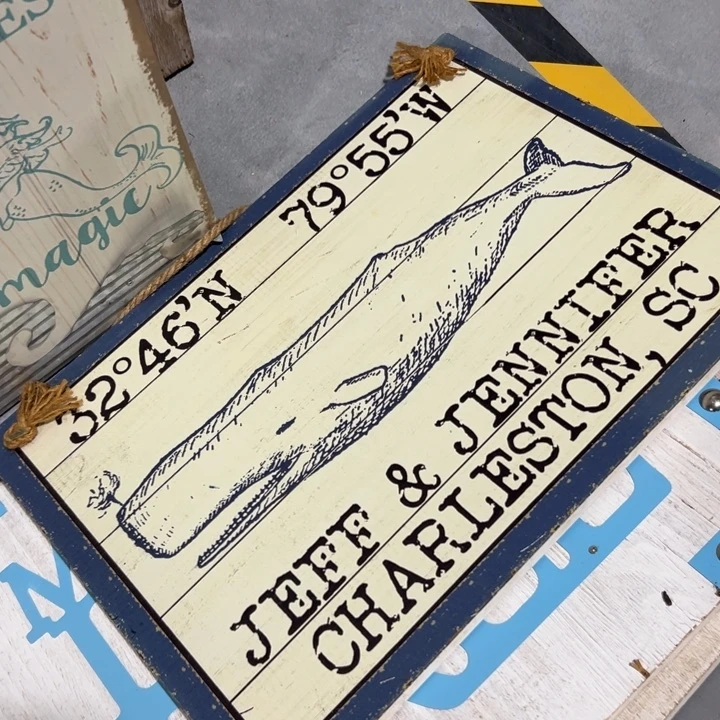 32°46'N 79°55'W
JEFF & JENNIFER
CHARLESTON, SC
magic